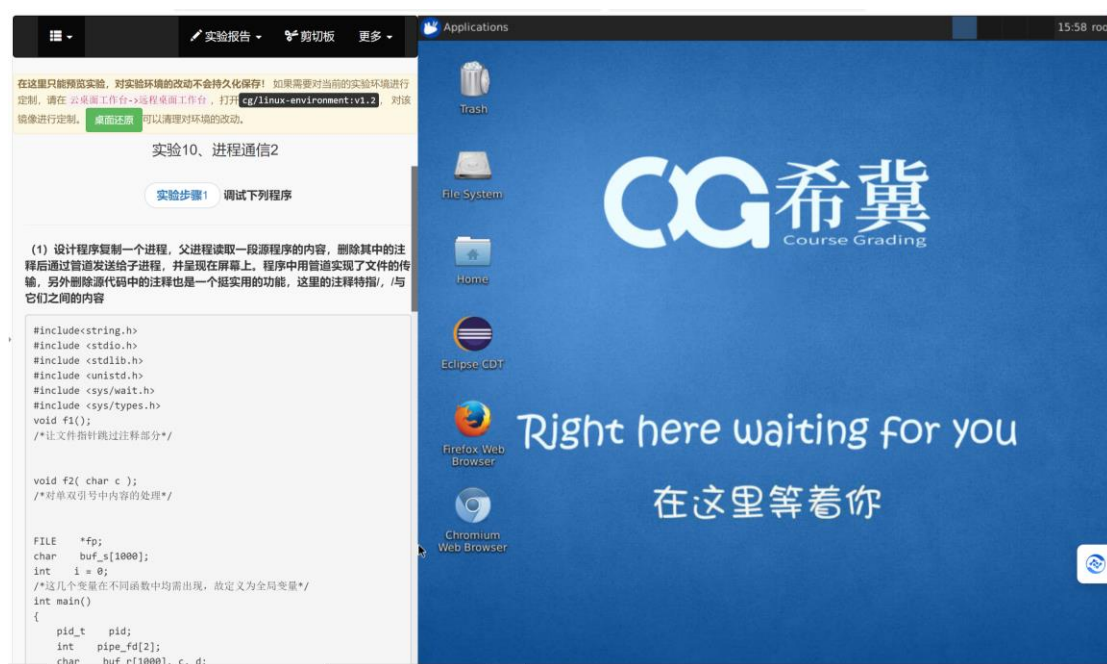 实验报告 剪切板 更多
在这里只能预览实验，对实验环境的改动不会持久化保存！ 如果需要对当前的实验环境进行
定制，请在 云桌面工作台->远程桌面工作台 ，打开 cg/linux-environment:v1.2 ， 对该
镜像进行定制。 桌面还原 可以清理对环境的改动。
实验10、进程通信2
实验步骤1 调试下列程序
（1）设计程序复制一个进程，父进程读取一段源程序的内容，删除其中的注
释后通过管道发送给子进程，并呈现在屏幕上。程序中用管道实现了文件的传
输，另外删除源代码中的注释也是一个挺实用的功能，这里的注释特指/，/与
它们之间的内容
#include<string.h>
#include <stdio.h>
#include <stdlib.h>
#include <unistd.h>
#include <sys/wait.h>
#include <sys/types.h>
void f1();
/*让文件指针跳过注释部分*/
void f2( char c );
/*对单双引号中内容的处理*/
FILE    *fp;
char    buf_s[1000];
int    i = 0;
/*这几个变量在不同函数中均需出现，故定义为全局变量*/
int main()
{
    pid_t    pid;
    int    pipe_fd[2];
    char    buf_r[1000], c, d;
Applications
15:58 roo
Trash
File System
Home
Eclipse CDT
Firefox Web
Browser
Chromium
Web Browser
CG 希冀
Course Grading
Right here waiting for you
在这里等着你